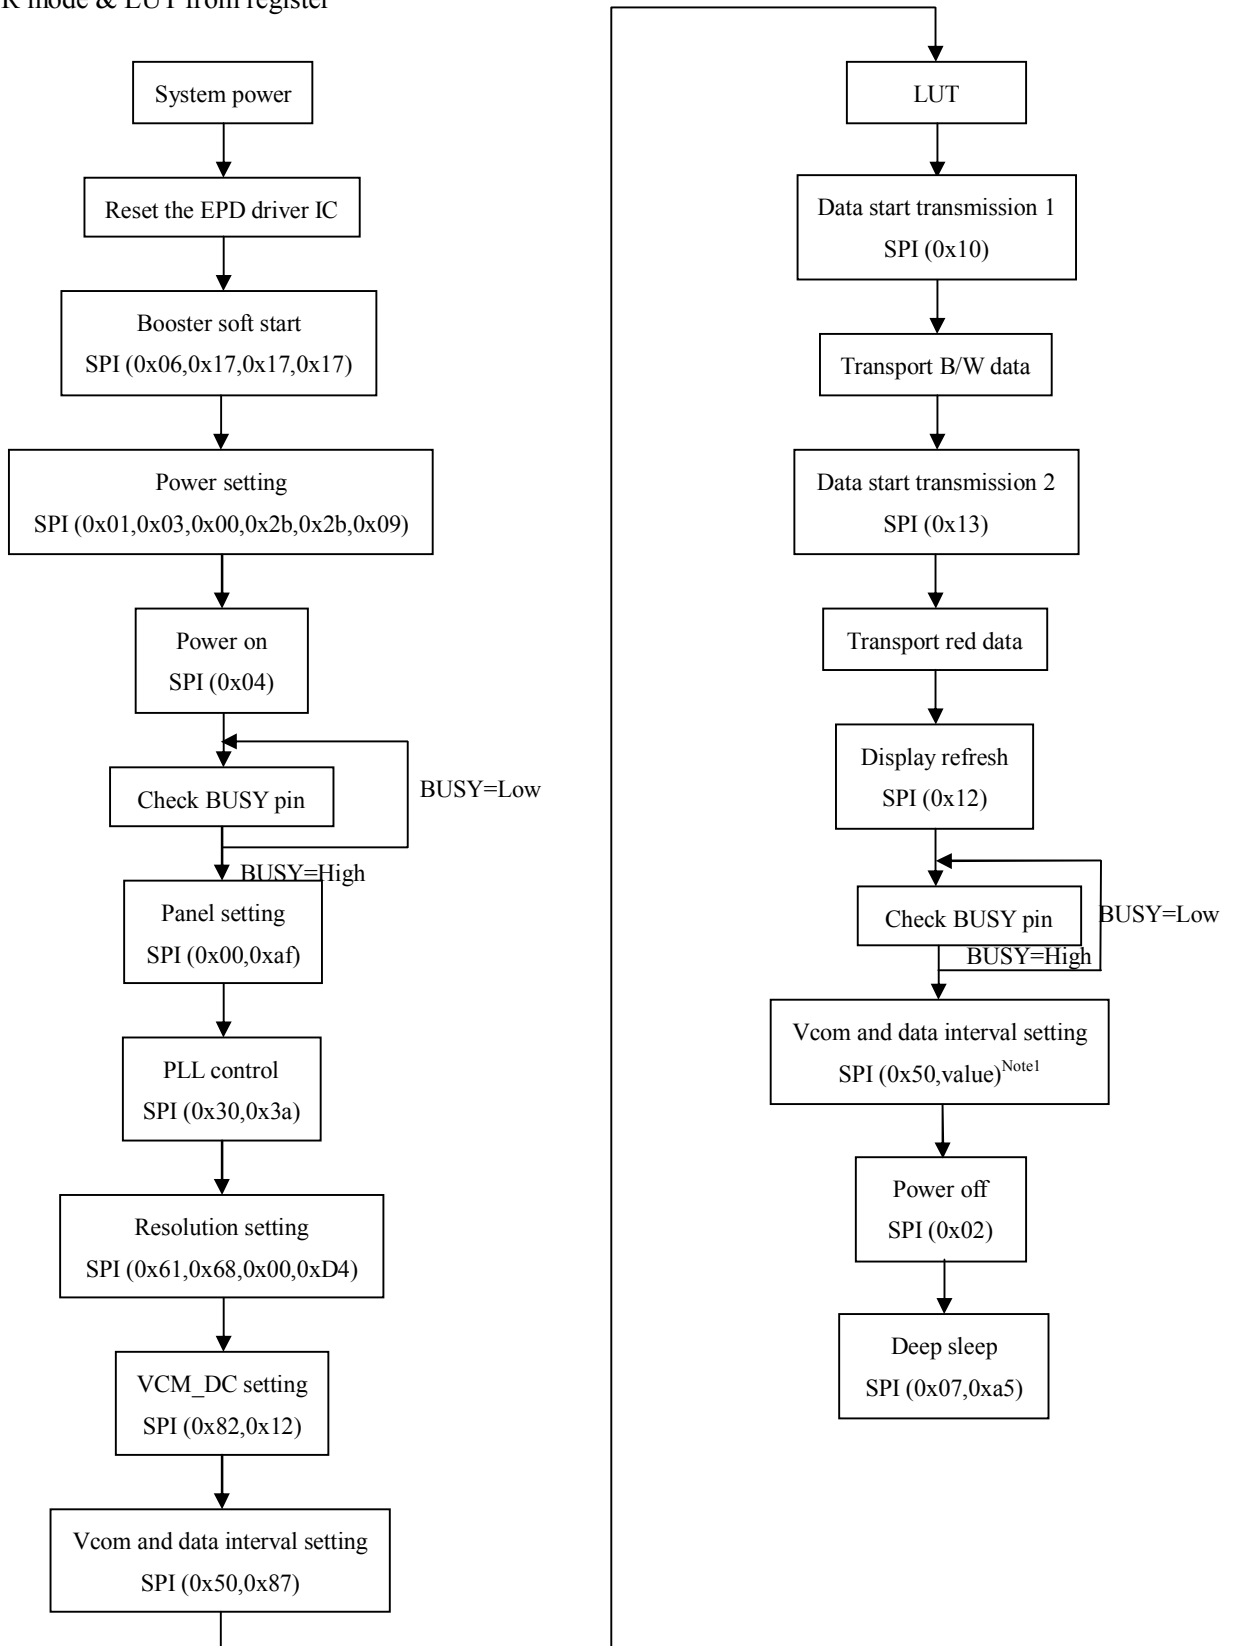 R mode & LUT from register
System power
Reset the EPD driver IC
Booster soft start
SPI (0x06,0x17,0x17,0x17)
Power setting
SPI (0x01,0x03,0x00,0x2b,0x2b,0x09)
Power on
SPI (0x04)
Check BUSY pin
BUSY=Low
BUSY=High
Panel setting
SPI (0x00,0xaf)
PLL control
SPI (0x30,0x3a)
Resolution setting
SPI (0x61,0x68,0x00,0xD4)
VCM_DC setting
SPI (0x82,0x12)
Vcom and data interval setting
SPI (0x50,0x87)
LUT
Data start transmission 1
SPI (0x10)
Transport B/W data
Data start transmission 2
SPI (0x13)
Transport red data
Display refresh
SPI (0x12)
Check BUSY pin
BUSY=Low
BUSY=High
Vcom and data interval setting
SPI (0x50,value)Note1
Power off
SPI (0x02)
Deep sleep
SPI (0x07,0xa5)